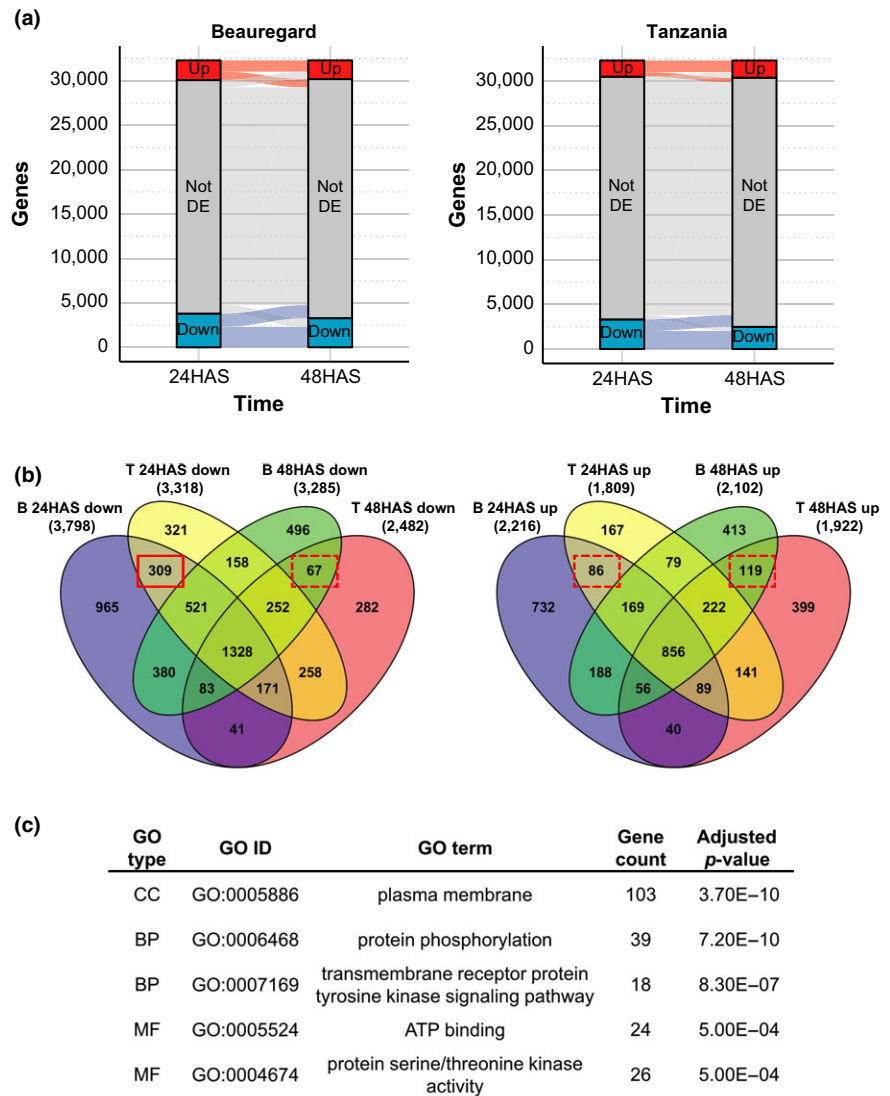 (a)
Beauregard
Tanzania
Genes
30,000
25,000
20,000
15,000
10,000
5,000
0
Up
Not
DE
Down
Up
Not
DE
Down
24HAS
48HAS
Time
Genes
30,000
25,000
20,000
15,000
10,000
5,000
0
Up
Not
DE
Down
Up
Not
DE
Down
24HAS
48HAS
Time
(b)
T 24HAS down
(3,318)
B 48HAS down
(3,285)
B 24HAS down
(3,798)
T 48HAS down
(2,482)
321
496
309
158
67
965
521
252
282
1328
380
258
83
171
41
T 24HAS up
(1,809)
B 48HAS up
(2,102)
B 24HAS up
(2,216)
T 48HAS up
(1,922)
167
413
86
79
119
732
169
222
399
856
188
141
56
89
40
(c)
GO type GO ID GO term Gene count Adjusted p-value
CC GO:0005886 plasma membrane 103 3.70E–10
BP GO:0006468 protein phosphorylation 39 7.20E–10
BP GO:0007169 transmembrane receptor protein tyrosine kinase signaling pathway 18 8.30E–07
MF GO:0005524 ATP binding 24 5.00E–04
MF GO:0004674 protein serine/threonine kinase activity 26 5.00E–04